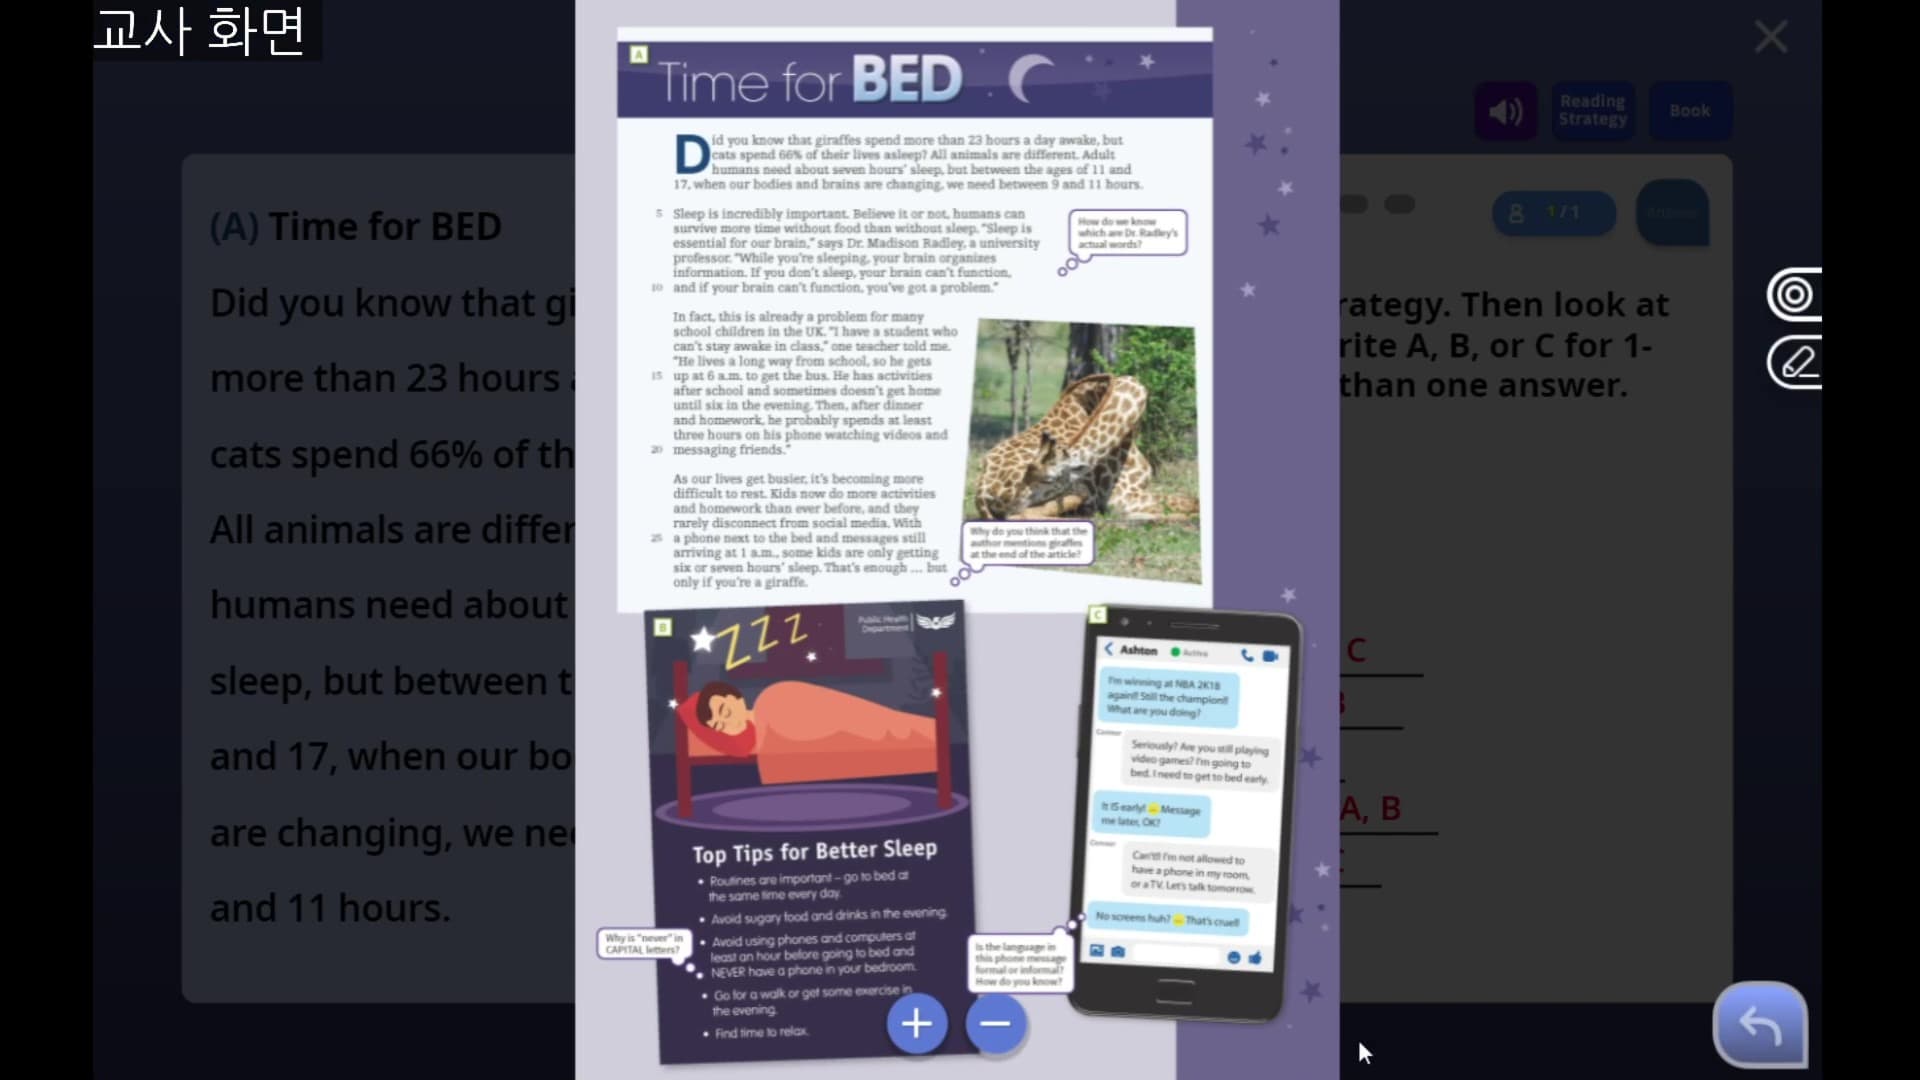 교사 화면
Reading
Strategy
Book
(A) Time for BED
Did you know that gi
more than 23 hours
cats spend 66% of th
All animals are differ
humans need about
sleep, but between t
and 17, when our bo
are changing, we nee
and 11 hours.
A
Time for BED
Did you know that giraffes spend more than 23 hours a day awake, but
cats spend 66% of their lives asleep? All animals are different. Adult
humans need about seven hours' sleep, but between the ages of 11 and
17, when our bodies and brains are changing, we need between 9 and 11 hours.
5 Sleep is incredibly important. Believe it or not, humans can
survive more time without food than without sleep. "Sleep is
essential for our brain," says Dr. Madison Radley, a university
professor. "While you're sleeping, your brain organizes
information. If you don't sleep, your brain can't function,
10 and if your brain can't function, you've got a problem."
How do we know
which are Dr. Radley's
actual words?
In fact, this is already a problem for many
school children in the UK. "I have a student who
can't stay awake in class," one teacher told me.
"He lives a long way from school, so he gets
15 up at 6 a.m. to get the bus. He has activities
after school and sometimes doesn't get home
until six in the evening. Then, after dinner
and homework, he probably spends at least
three hours on his phone watching videos and
20 messaging friends."
As our lives get busier, it's becoming more
difficult to rest. Kids now do more activities
and homework than ever before, and they
rarely disconnect from social media. With
25 a phone next to the bed and messages still
arriving at 1 a.m., some kids are only getting
six or seven hours' sleep. That's enough ... but
only if you're a giraffe.
Why do you think that the
author mentions giraffes
at the end of the article?
B
ZZZ
Public Health
Department
Top Tips for Better Sleep
• Routines are important – go to bed at
the same time every day.
• Avoid sugary food and drinks in the evening.
• Avoid using phones and computers at
least an hour before going to bed and
NEVER have a phone in your bedroom.
• Go for a walk or get some exercise in
the evening.
• Find time to relax.
Why is "never" in
CAPITAL letters?
C
Ashton
Active
I'm winning at NBA 2K18
again!! Still the champion!!
What are you doing?
Connor
Seriously? Are you still playing
video games? I'm going to
bed. I need to get to bed early.
It IS early! Message
me later, OK?
Connor
Can't!! I'm not allowed to
have a phone in my room,
or a TV. Let's talk tomorrow.
No screens huh? That's cruel!
Is the language in
this phone message
formal or informal?
How do you know?
1/1
Answer
rategy. Then look at
rite A, B, or C for 1-
than one answer.
C
A, B